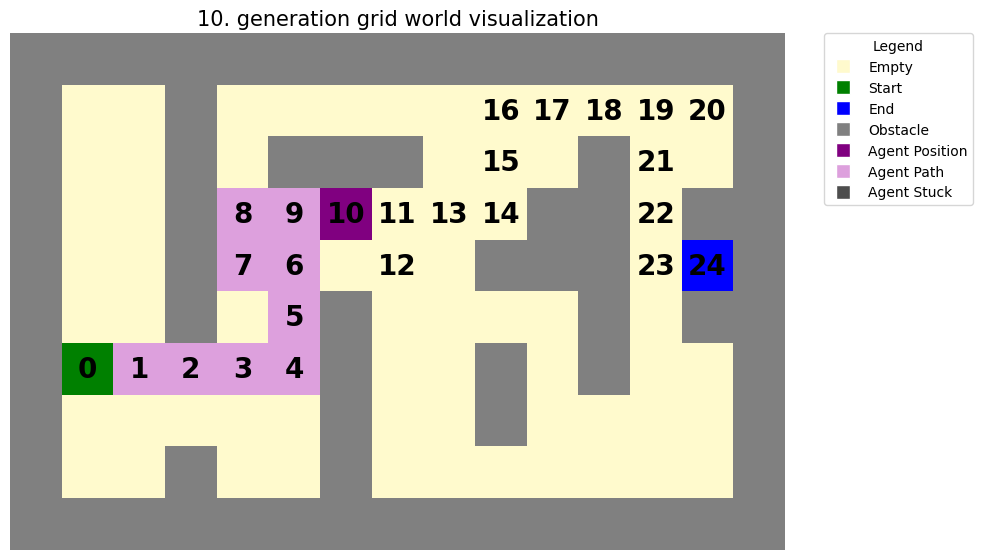 10. generation grid world visualization
Legend
Empty
Start
End
Obstacle
Agent Position
Agent Path
Agent Stuck
16 17 18 19 20
15 21
8 9 10 11 13 14 22
7 6 12 23 24
5
0 1 2 3 4